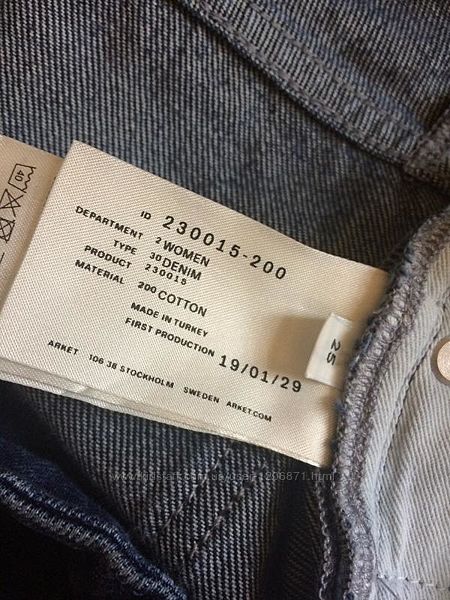 ID 230015-200
DEPARTMENT 2 WOMEN
TYPE 30 DENIM
PRODUCT 230015
MATERIAL 200 COTTON
MADE IN TURKEY
FIRST PRODUCTION 19/01/29
ARKET 106 38 STOCKHOLM SWEDEN ARKET.COM
25
40